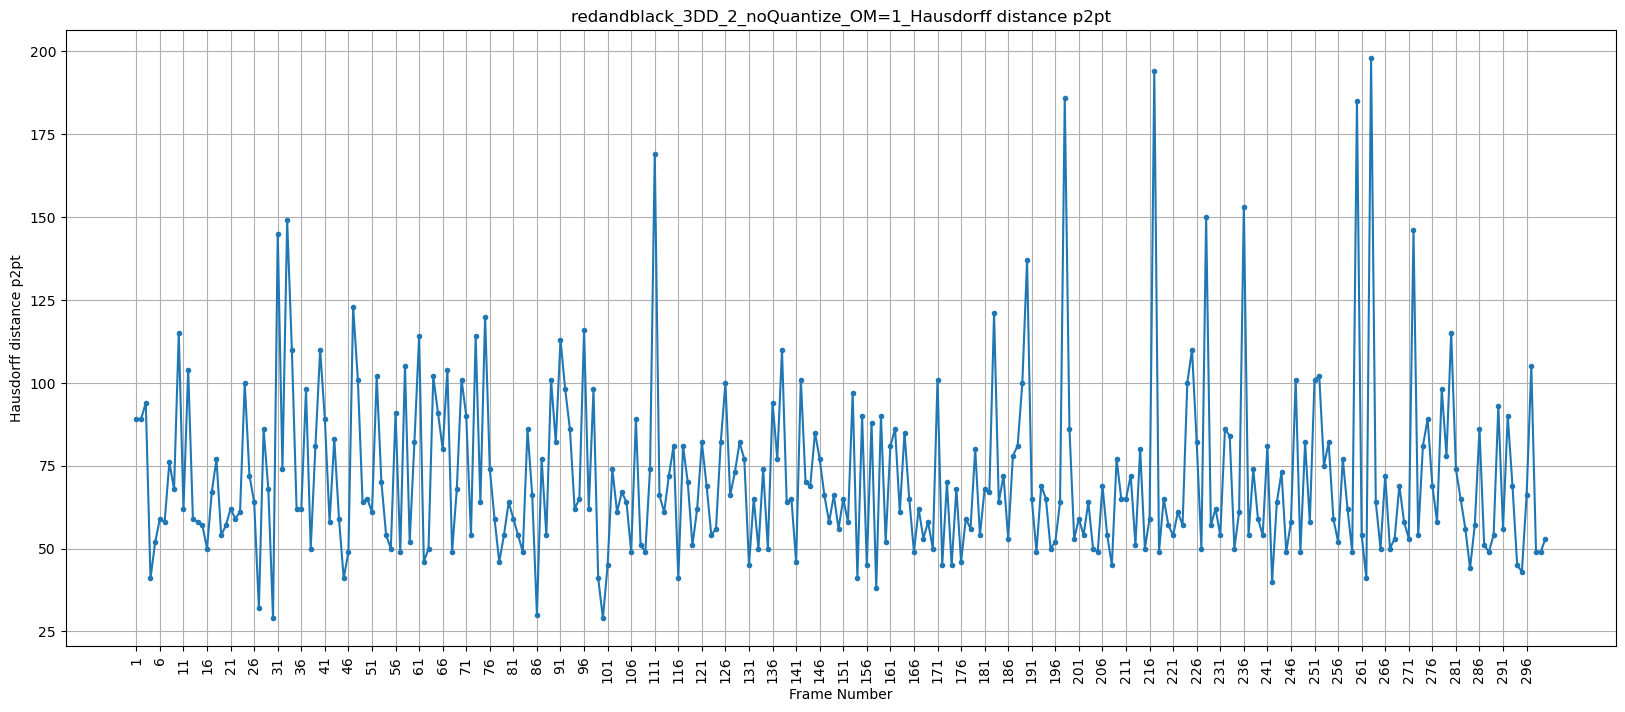 redandblack_3DD_2_noQuantize_OM=1_Hausdorff distance p2pt
200
175
150
125
100
75
50
25
Hausdorff distance p2pt
1 6 11 16 21 26 31 36 41 46 51 56 61 66 71 76 81 86 91 96 101 106 111 116 121 126 131 136 141 146 151 156 161 166 171 176 181 186 191 196 201 206 211 216 221 226 231 236 241 246 251 256 261 266 271 276 281 286 291 296
Frame Number